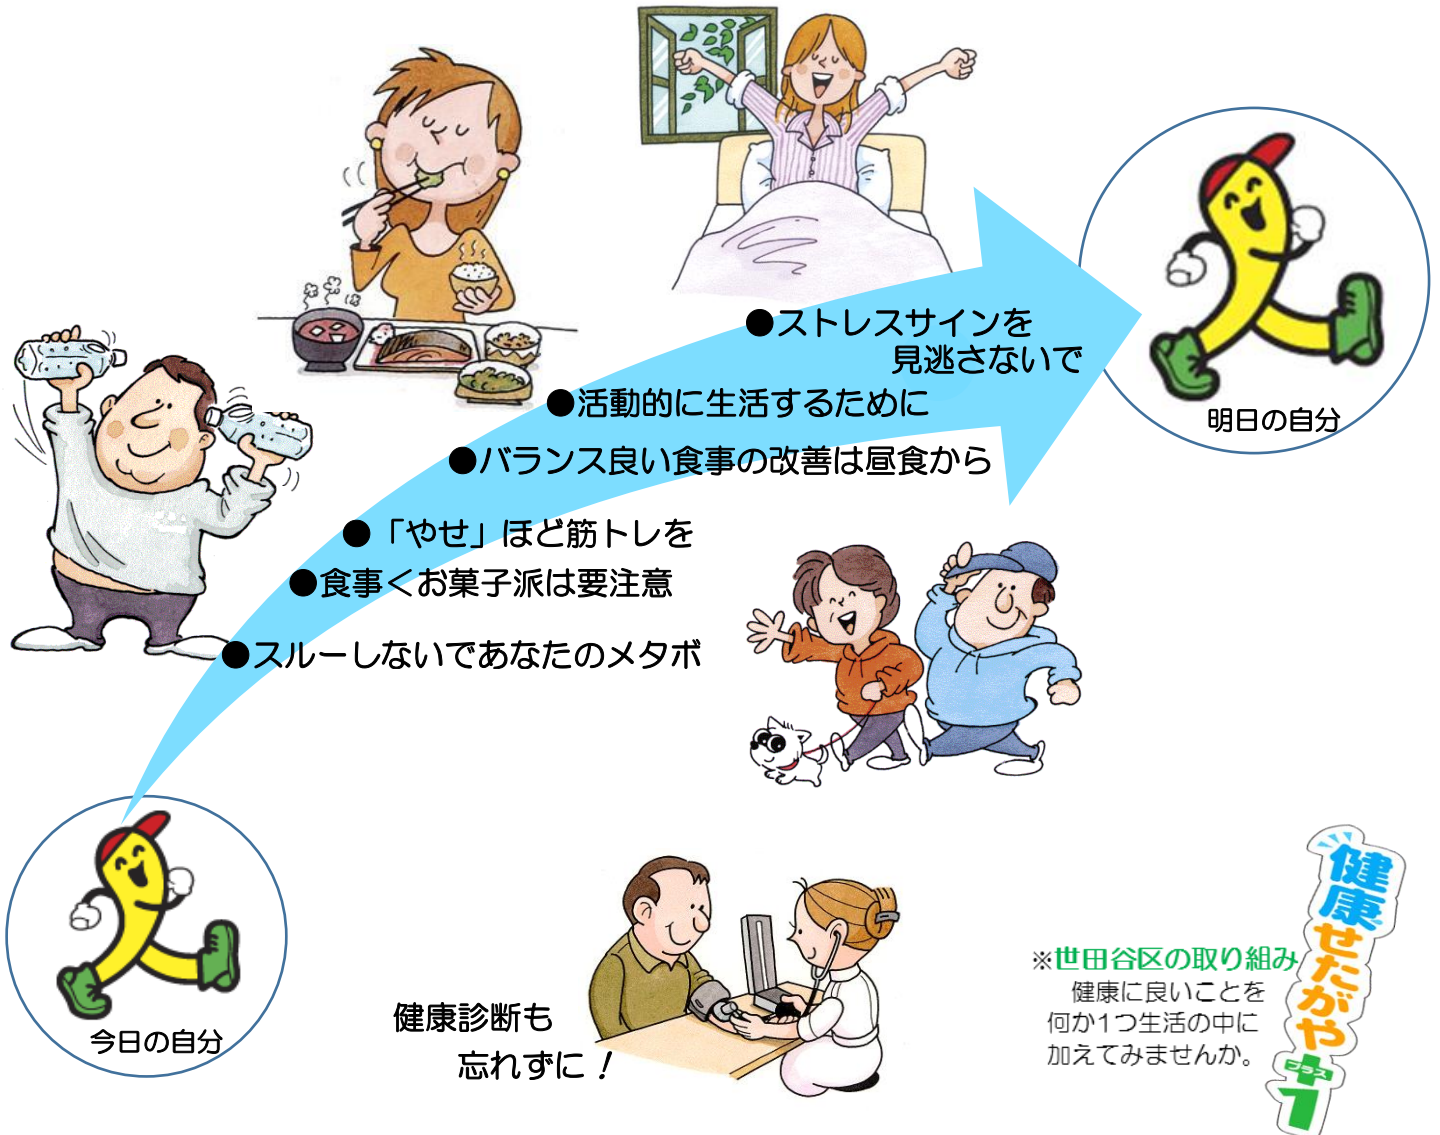 ●ストレスサインを
見逃さないで
●活動的に生活するために
●バランス良い食事の改善は昼食から
●「やせ」ほど筋トレを
●食事くお菓子派は要注意
●スルーしないであなたのメタボ
明日の自分
今日の自分
健康診断も
忘れずに！
※世田谷区の取り組み
健康に良いことを
何か1つ生活の中に
加えてみませんか。
健康せたがや
プラス
+1